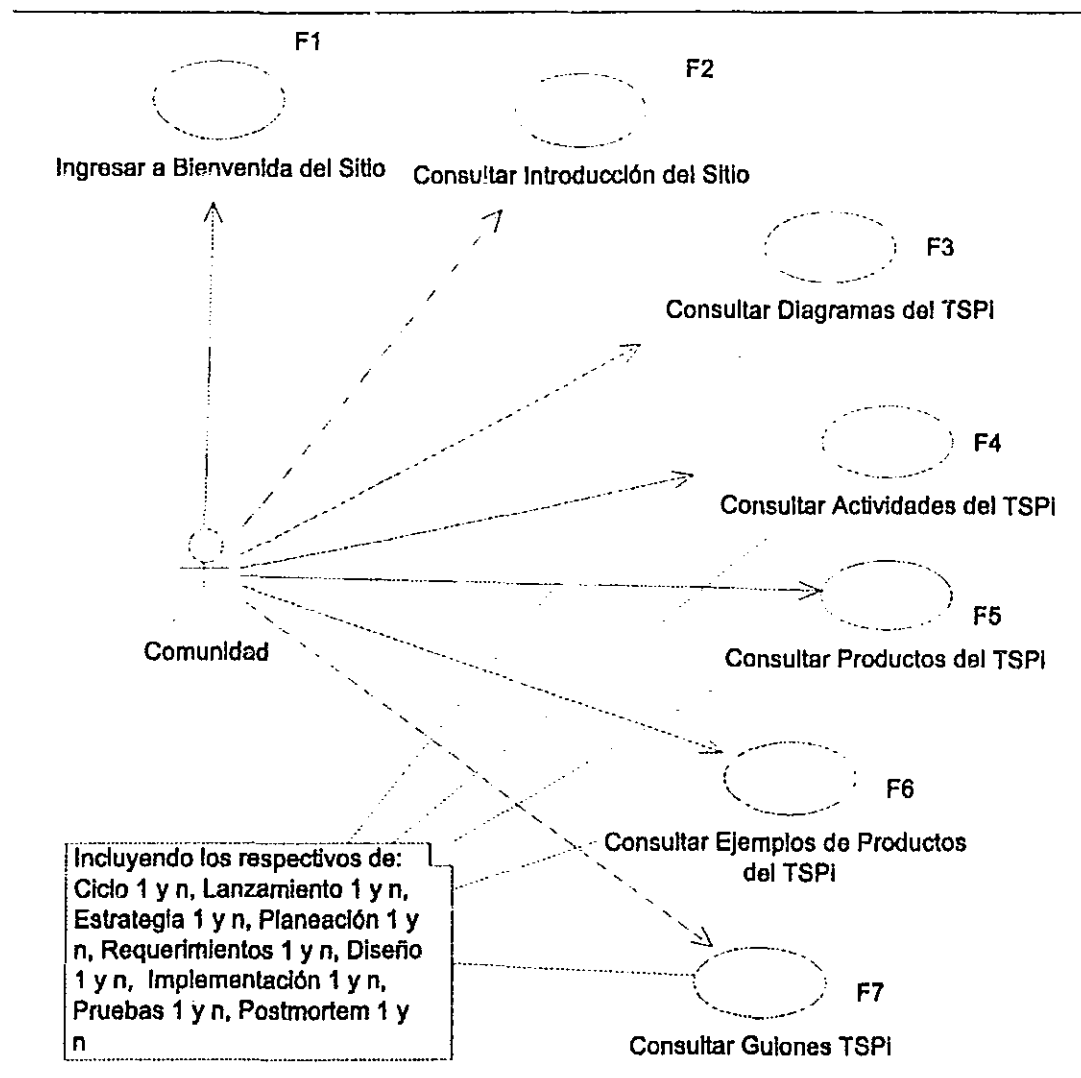 F1
Ingresar a Bienvenida del Sitio
F2
Consultar Introducción del Sitio
F3
Consultar Diagramas del TSPi
F4
Consultar Actividades del TSPi
F5
Consultar Productos del TSPi
Comunidad
F6
Consultar Ejemplos de Productos
del TSPi
Incluyendo los respectivos de:
Ciclo 1 y n, Lanzamiento 1 y n,
Estrategia 1 y n, Planeación 1 y
n, Requerimientos 1 y n, Diseño
1 y n, Implementación 1 y n,
Pruebas 1 y n, Postmortem 1 y
n
F7
Consultar Guiones TSPi